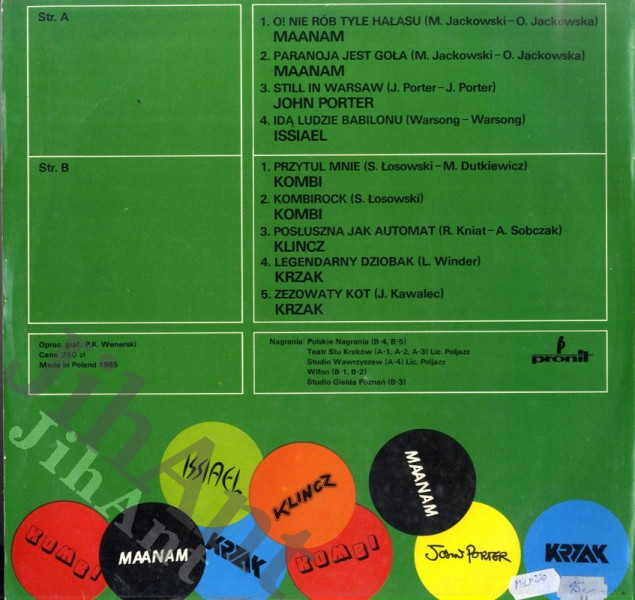 Str. A
1. O! NIE RÓB TYLE HAŁASU (M. Jackowski – O. Jackowska)
MAANAM
2. PARANOJA JEST GOŁA (M. Jackowski – O. Jackowska)
MAANAM
3. STILL IN WARSAW (J. Porter – J. Porter)
JOHN PORTER
4. IDĄ LUDZIE BABILONU (Warsong – Warsong)
ISSIAEL
Str. B
1. PRZYTUL MNIE (S. Łosowski – M. Dutkiewicz)
KOMBI
2. KOMBIROCK (S. Łosowski)
KOMBI
3. POSŁUSZNA JAK AUTOMAT (R. Kniat – A. Sobczak)
KLINCZ
4. LEGENDARNY DZIOBAK (L. Winder)
KRZAK
5. ZEZOWATY KOT (J. Kawalec)
KRZAK
Oprac. graf.: P.K. Wenerski
Cena 250 zł
Made in Poland 1985
Nagrania: Polskie Nagrania (B-4, B-5)
Teatr Stu Kraków (A-1, A-2, A-3) Lic. Poljazz
Studio Wawrzyszew (A-4) Lic. Poljazz
Wifon (B-1, B-2)
Studio Giełda Poznań (B-3)
pronit
JihAnt
JihAnt
ISSIAEL
KLINCZ
MAANAM
KOMBI
MAANAM
KRZAK
KOMBI
JOHN PORTER
KRZAK